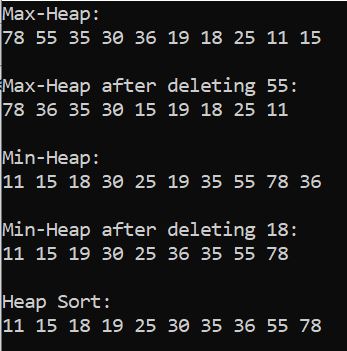 Max-Heap:
78 55 35 30 36 19 18 25 11 15
Max-Heap after deleting 55:
78 36 35 30 15 19 18 25 11
Min-Heap:
11 15 18 30 25 19 35 55 78 36
Min-Heap after deleting 18:
11 15 19 30 25 36 35 55 78
Heap Sort:
11 15 18 19 25 30 35 36 55 78